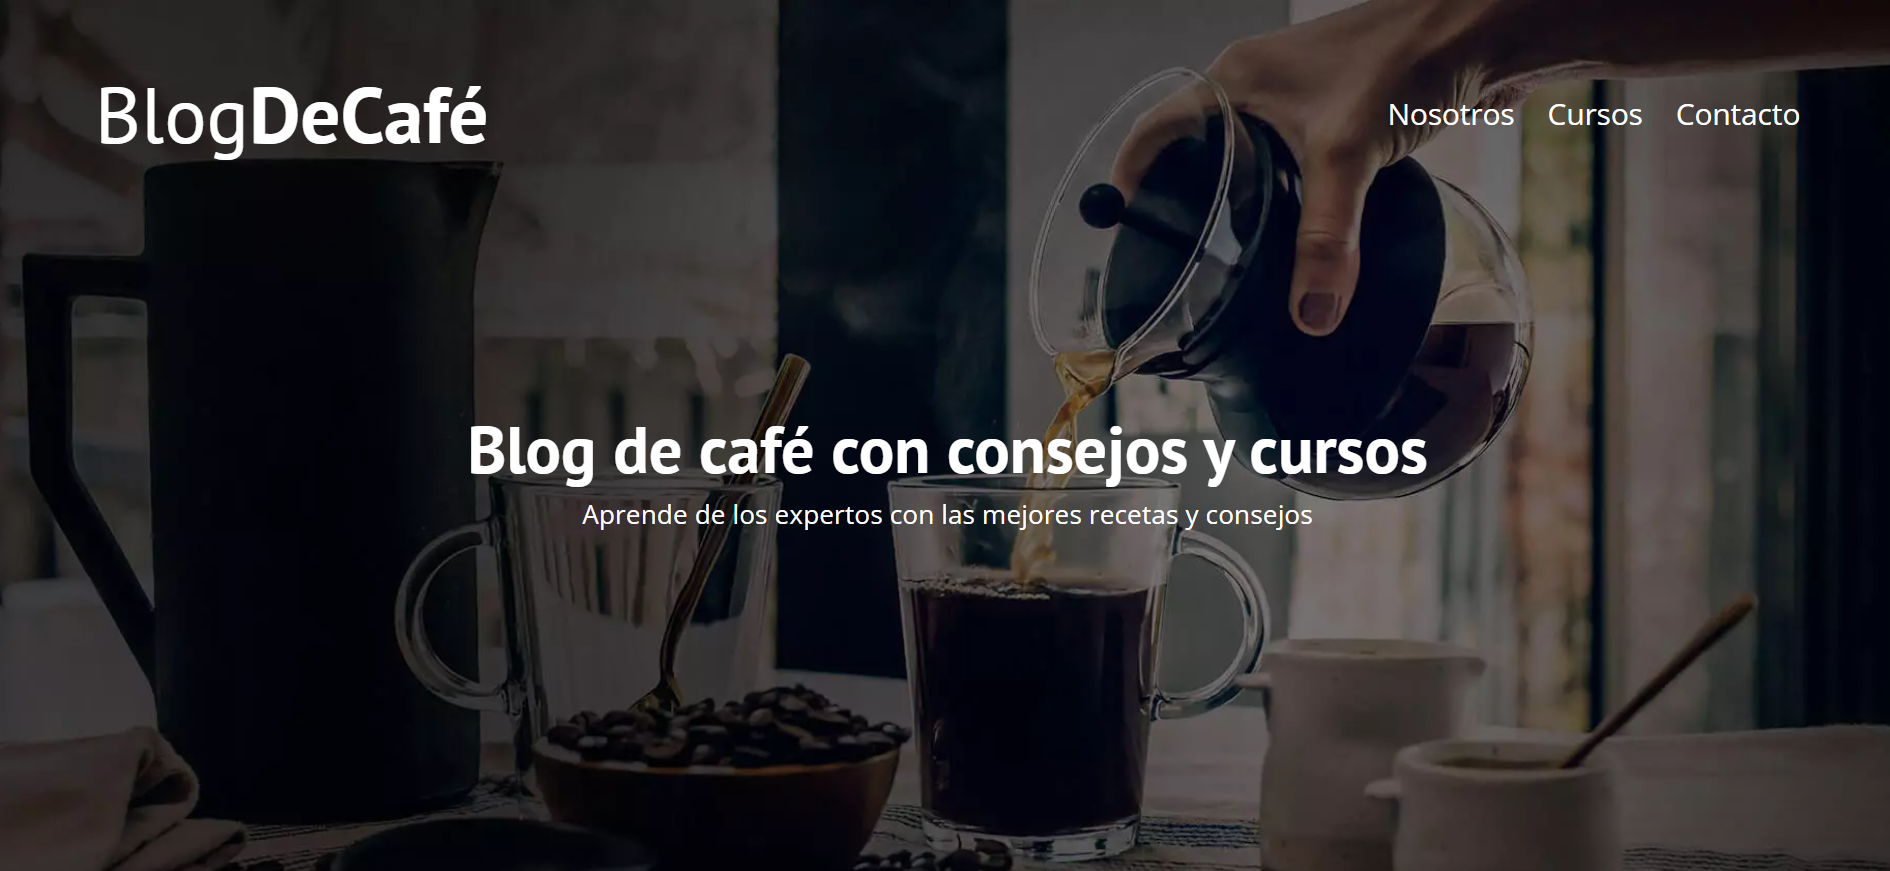 BlogDeCafé
Nosotros Cursos Contacto
Blog de café con consejos y cursos
Aprende de los expertos con las mejores recetas y consejos